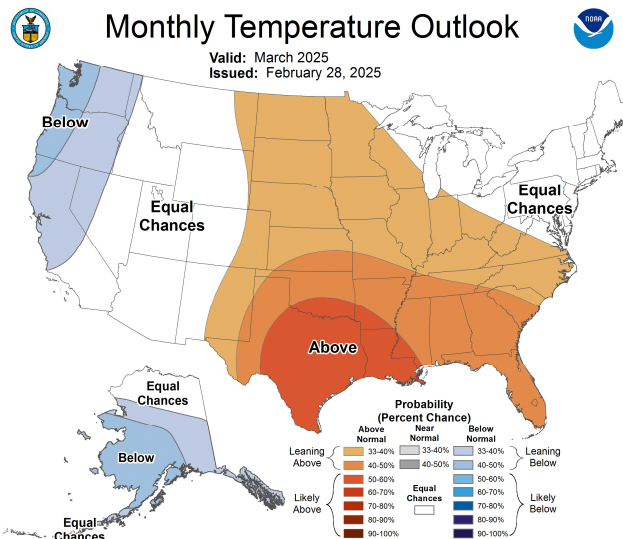 Monthly Temperature Outlook
NOAA
Valid: March 2025
Issued: February 28, 2025
Below
Equal
Chances
Equal
Chances
Above
Equal
Chances
Below
Equal
Chances
Probability
(Percent Chance)
Above
Normal
Near
Normal
Below
Normal
Leaning
Above
33-40%
33-40%
33-40%
Leaning
Below
40-50%
40-50%
40-50%
Likely
Above
50-60%
Equal
Chances
50-60%
Likely
Below
60-70%
60-70%
70-80%
70-80%
80-90%
80-90%
90-100%
90-100%